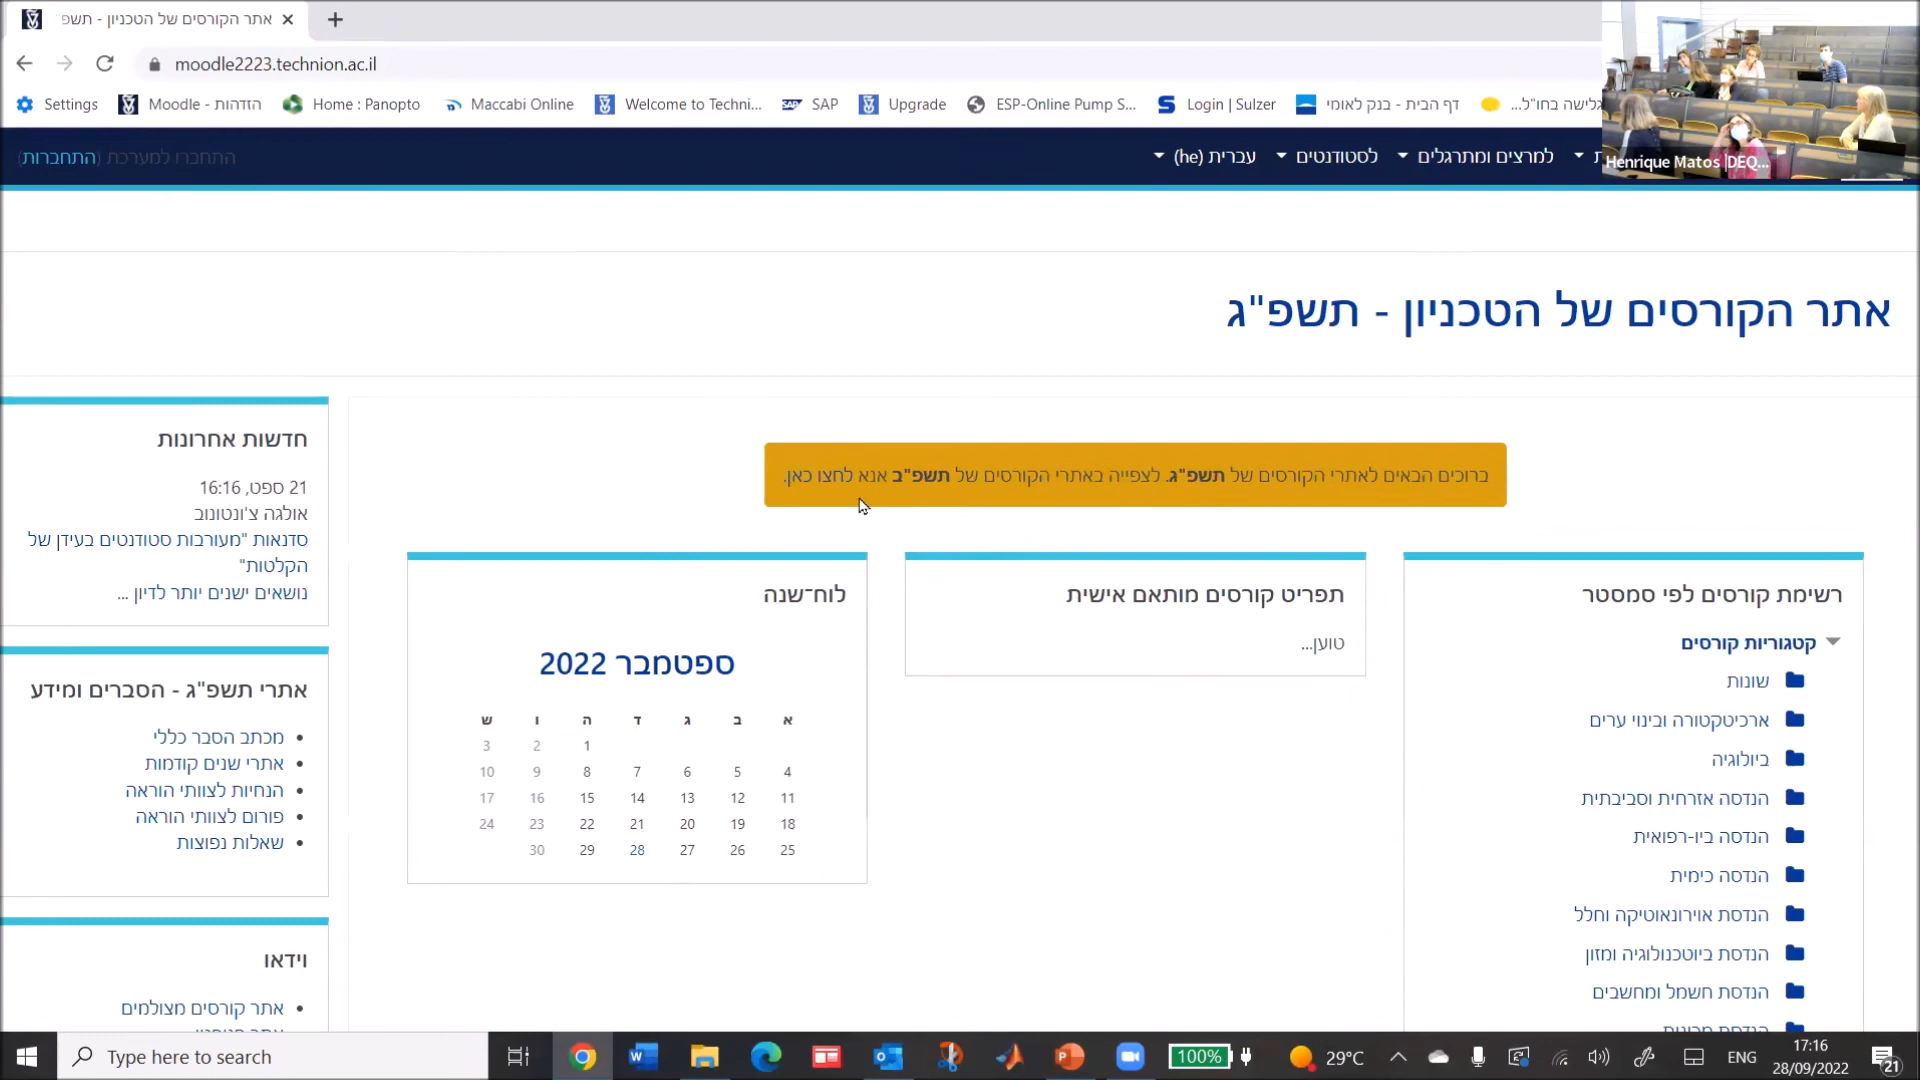 אתר הקורסים של הטכניון - תשפ
moodle2223.technion.ac.il
Settings
Moodle - הזדהות
Home : Panopto
Maccabi Online
Welcome to Techni...
SAP
Upgrade
ESP-Online Pump S...
Login | Sulzer
דף הבית - בנק לאומי
גלישה בחו"ל...
Henrique Matos |DEQ...
למרצים ומתרגלים
לסטודנטים
עברית (he)
התחברו למערכת (התחברות)
אתר הקורסים של הטכניון - תשפ"ג
ברוכים הבאים לאתרי הקורסים של תשפ"ג. לצפייה באתרי הקורסים של תשפ"ב אנא לחצו כאן.
רשימת קורסים לפי סמסטר
קטגוריות קורסים
שונות
ארכיטקטורה ובינוי ערים
ביולוגיה
הנדסה אזרחית וסביבתית
הנדסה ביו-רפואית
הנדסה כימית
הנדסת אוירונאוטיקה וחלל
הנדסת ביוטכנולוגיה ומזון
הנדסת חשמל ומחשבים
תפריט קורסים מותאם אישית
טוען...
לוח־שנה
ספטמבר 2022
א ב ג ד ה ו ש
1 2 3
4 5 6 7 8 9 10
11 12 13 14 15 16 17
18 19 20 21 22 23 24
25 26 27 28 29 30
חדשות אחרונות
21 ספט, 16:16
אולגה צ'ונטונוב
סדנאות "מעורבות סטודנטים בעידן של
הקלטות"
נושאים ישנים יותר לדיון ...
אתרי תשפ"ג - הסברים ומידע
מכתב הסבר כללי
אתרי שנים קודמות
הנחיות לצוותי הוראה
פורום לצוותי הוראה
שאלות נפוצות
וידאו
אתר קורסים מצולמים
Type here to search
100%
29°C
ENG
17:16
28/09/2022
21